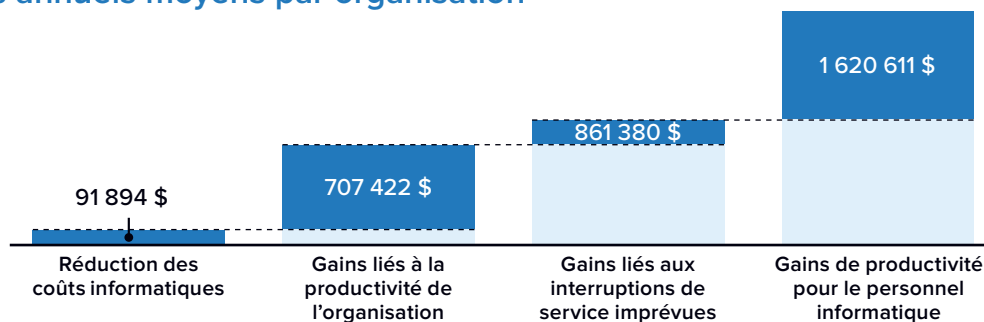 annuels moyens par organisation
1 620 611 $
861 380 $
707 422 $
91 894 $
Réduction des
coûts informatiques
Gains liés à la
productivité de
l'organisation
Gains liés aux
interruptions de
service imprévues
Gains de productivité
pour le personnel
informatique